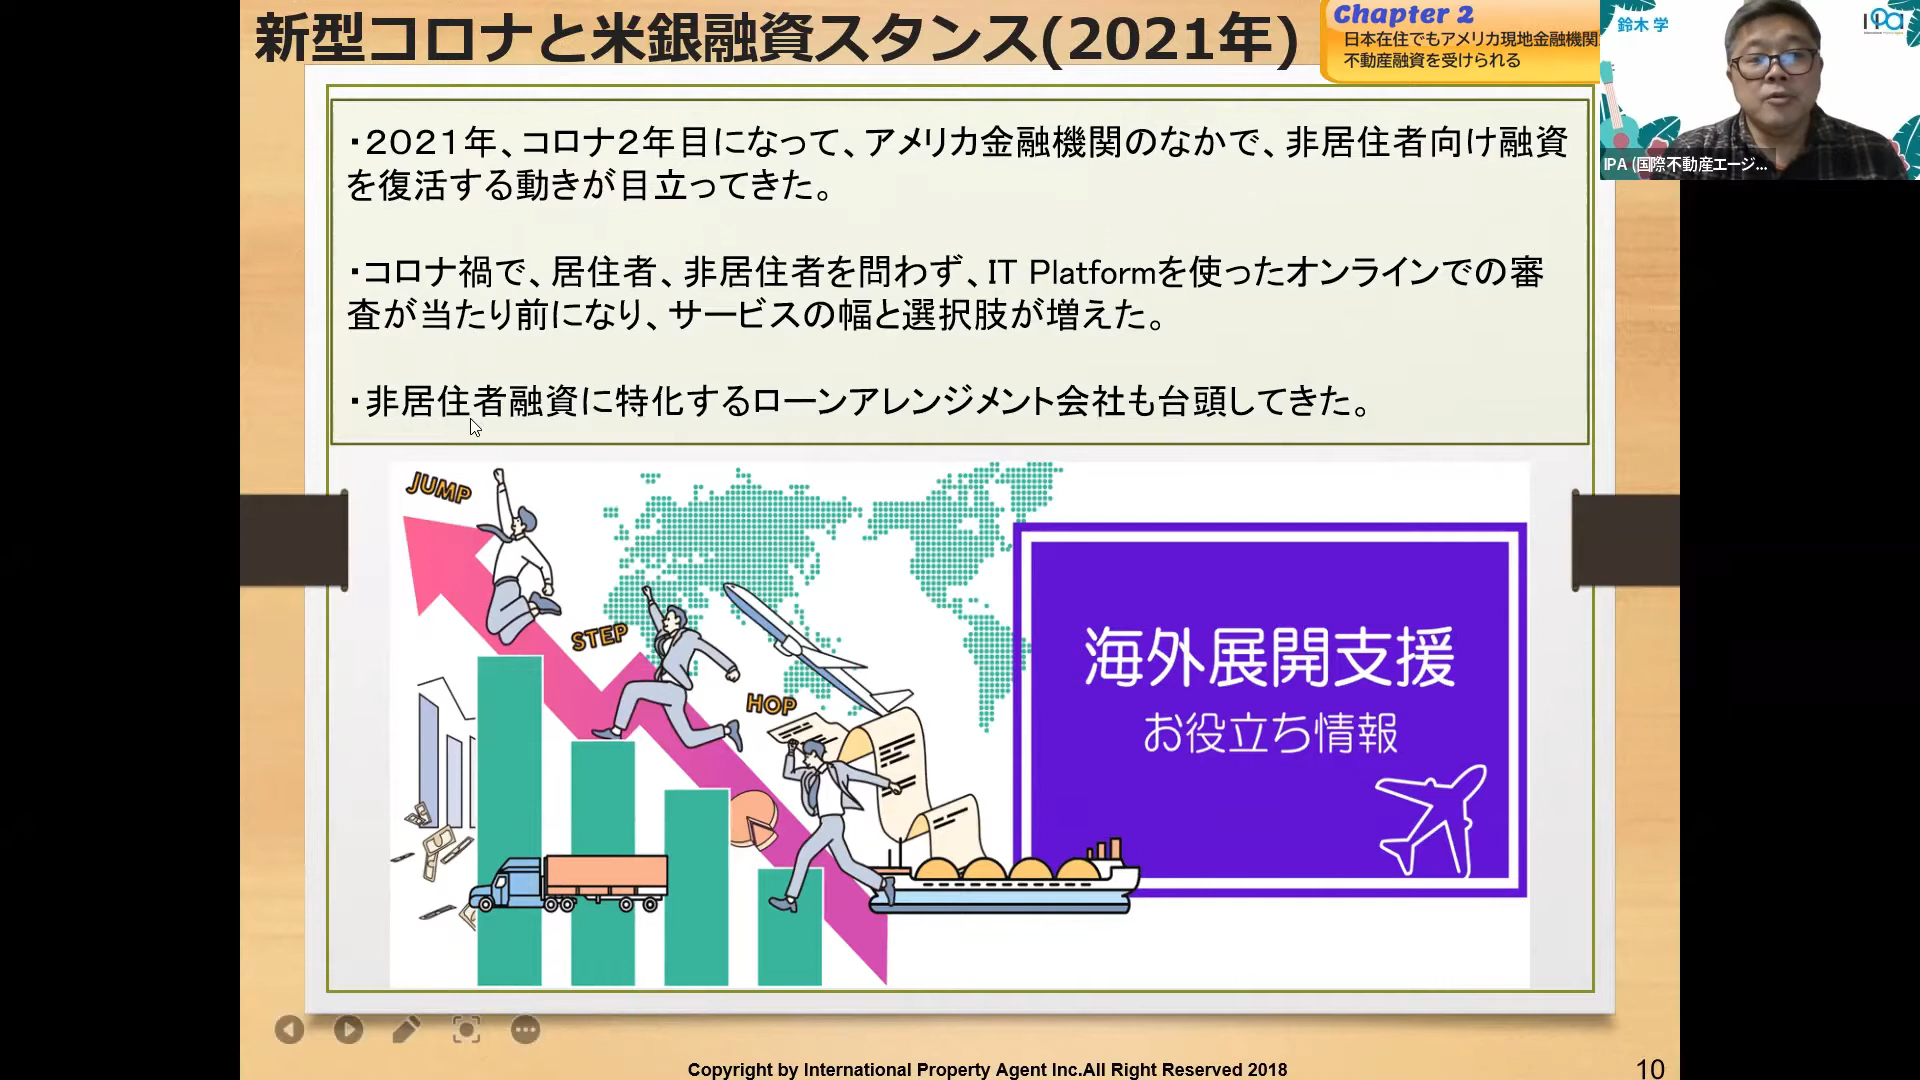 新型コロナと米銀融資スタンス(2021年)
Chapter 2
日本在住でもアメリカ現地金融機関
不動産融資を受けられる
鈴木 学
IPA
IPA (国際不動産エージ...
・2021年、コロナ2年目になって、アメリカ金融機関のなかで、非居住者向け融資
を復活する動きが目立ってきた。
・コロナ禍で、居住者、非居住者を問わず、IT Platformを使ったオンラインでの審
査が当たり前になり、サービスの幅と選択肢が増えた。
・非居住者融資に特化するローンアレンジメント会社も台頭してきた。
JUMP
STEP
HOP
海外展開支援
お役立ち情報
Copyright by International Property Agent Inc.All Right Reserved 2018
10